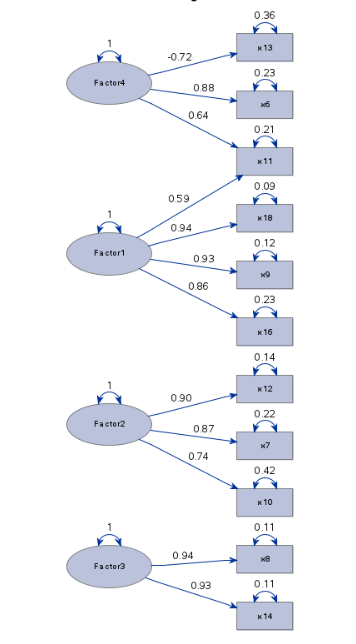 0.36
1
x13
-0.72
0.23
Factor4
0.88
x6
0.64
0.21
x11
0.59
0.09
1
0.94
x18
0.12
Factor1
0.93
x9
0.86
0.23
x16
0.14
1
0.90
x12
0.22
Factor2
0.87
x7
0.74
0.42
x10
0.11
1
0.94
x8
Factor3
0.11
0.93
x14